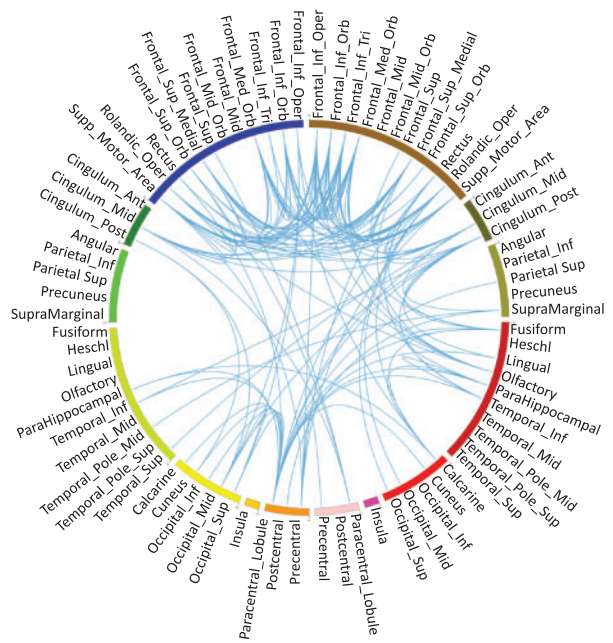 Frontal_Inf_Oper
Frontal_Inf_Orb
Frontal_Inf_Tri
Frontal_Med_Orb
Frontal_Mid
Frontal_Mid_Orb
Frontal_Sup
Frontal_Sup_Medial
Frontal_Sup_Orb
Rectus
Rolandic_Oper
Supp_Motor_Area
Cingulum_Ant
Cingulum_Mid
Cingulum_Post
Angular
Parietal_Inf
Parietal Sup
Precuneus
SupraMarginal
Fusiform
Heschl
Lingual
Olfactory
ParaHippocampal
Temporal_Inf
Temporal_Mid
Temporal_Pole_Mid
Temporal_Pole_Sup
Temporal_Sup
Calcarine
Cuneus
Occipital_Inf
Occipital_Mid
Occipital_Sup
Insula
Paracentral_Lobule
Postcentral
Precentral
Precentral
Postcentral
Paracentral_Lobule
Insula
Occipital_Sup
Occipital_Mid
Occipital_Inf
Cuneus
Calcarine
Temporal_Sup
Temporal_Pole_Sup
Temporal_Pole_Mid
Temporal_Mid
Temporal_Inf
ParaHippocampal
Olfactory
Lingual
Heschl
Fusiform
SupraMarginal
Precuneus
Parietal Sup
Parietal_Inf
Angular
Cingulum_Post
Cingulum_Mid
Cingulum_Ant
Supp_Motor_Area
Rolandic_Oper
Rectus
Frontal_Sup_Orb
Frontal_Sup_Medial
Frontal_Sup
Frontal_Mid_Orb
Frontal_Mid
Frontal_Med_Orb
Frontal_Inf_Tri
Frontal_Inf_Orb
Frontal_Inf_Oper